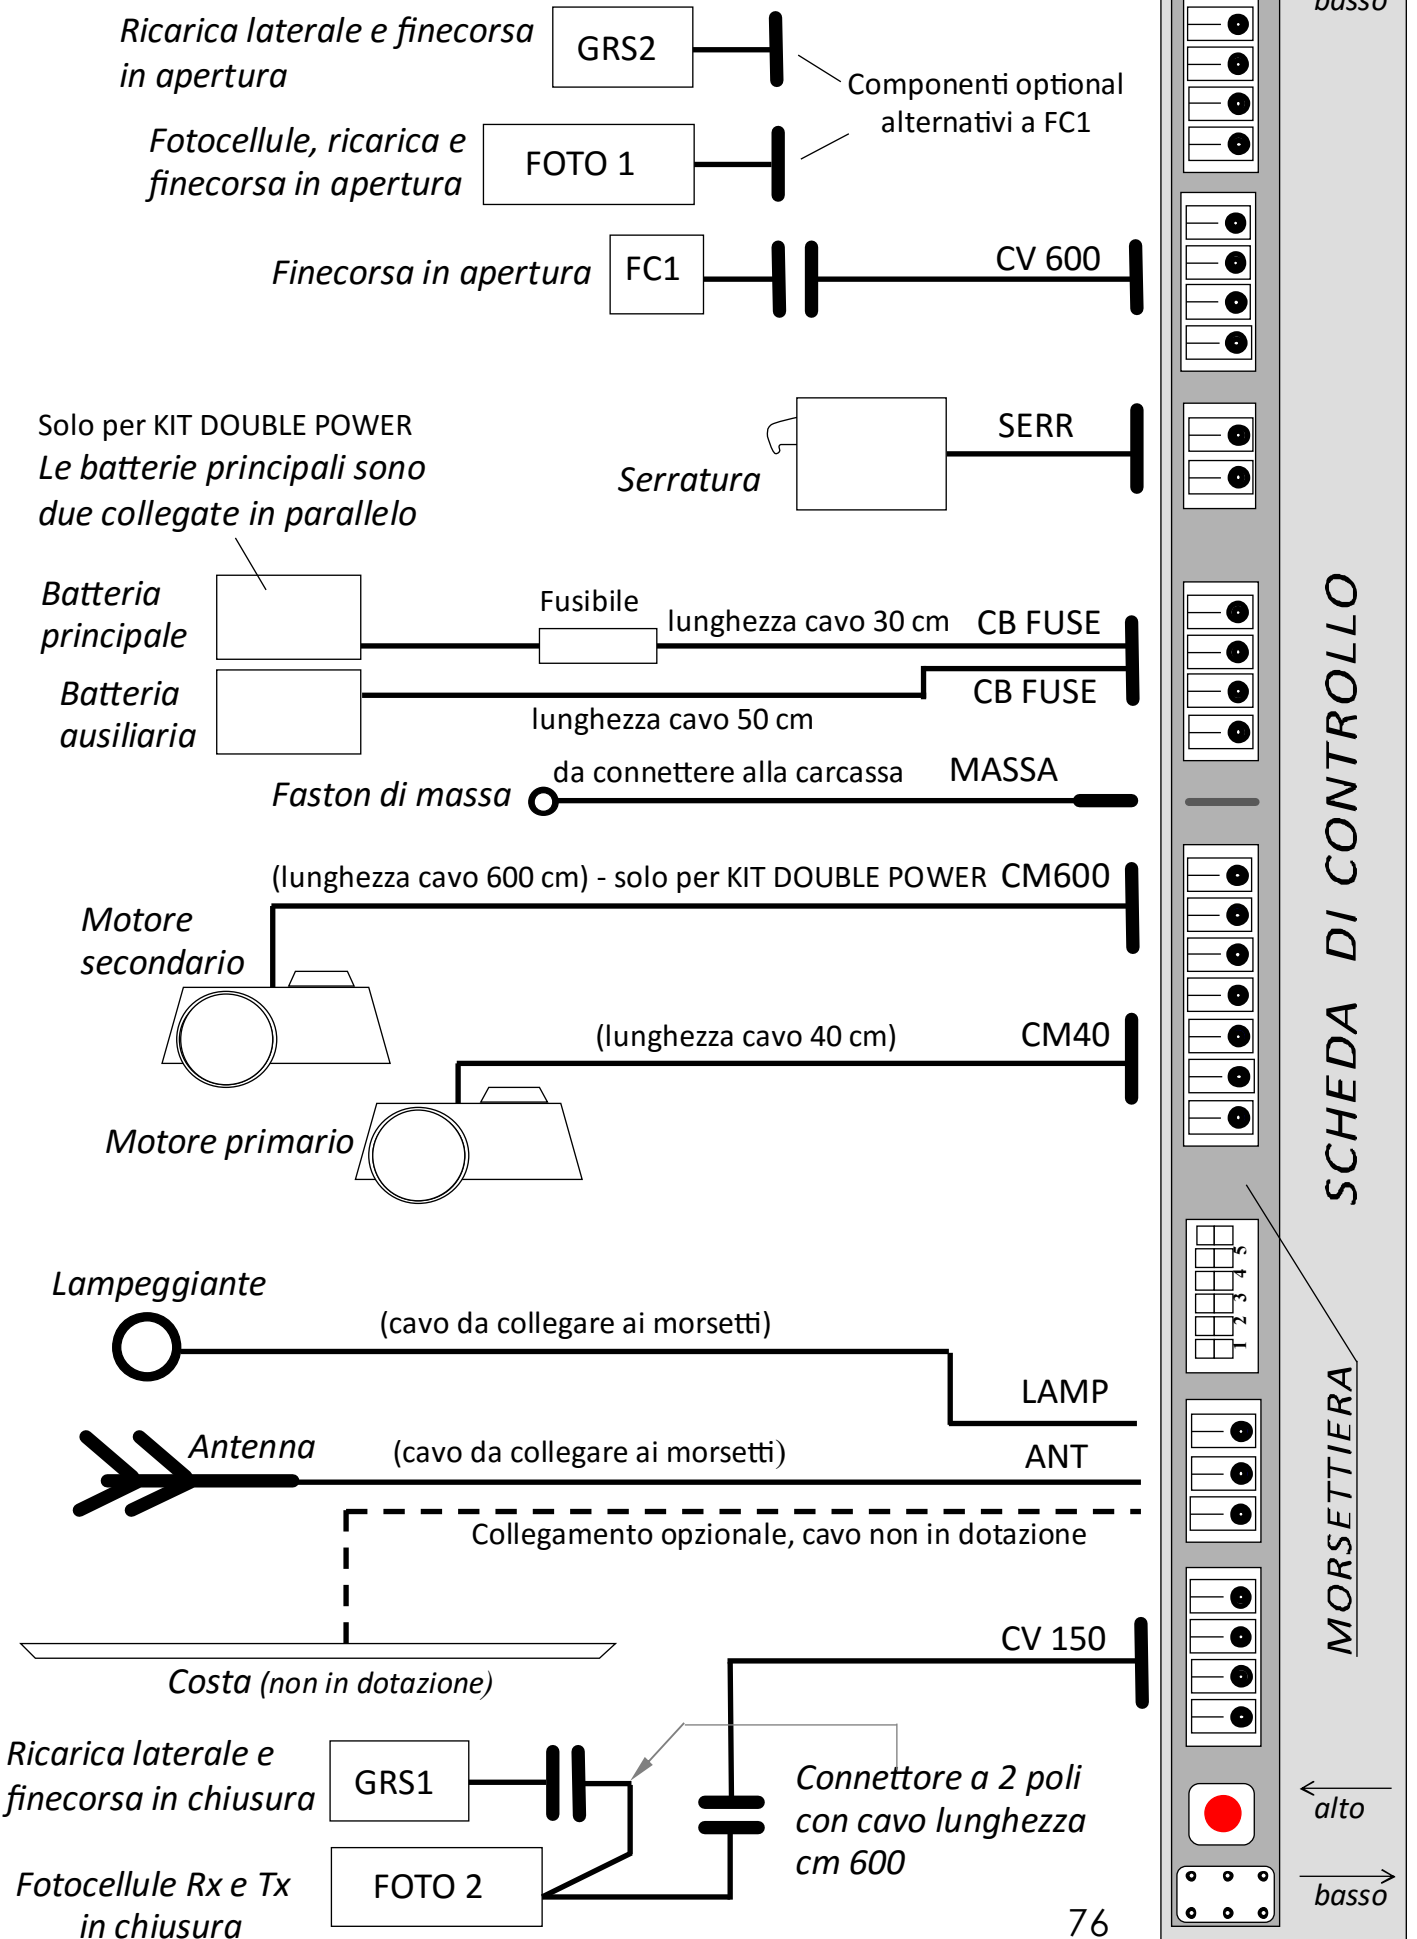 basso
Ricarica laterale e finecorsa
in apertura
GRS2
Componenti optional
alternativi a FC1
Fotocellule, ricarica e
finecorsa in apertura
FOTO 1
Finecorsa in apertura
FC1
CV 600
Solo per KIT DOUBLE POWER
Le batterie principali sono
due collegate in parallelo
Serratura
SERR
Batteria
principale
Fusibile
lunghezza cavo 30 cm
CB FUSE
Batteria
ausiliaria
CB FUSE
lunghezza cavo 50 cm
Faston di massa
da connettere alla carcassa
MASSA
(lunghezza cavo 600 cm) - solo per KIT DOUBLE POWER
CM600
Motore
secondario
(lunghezza cavo 40 cm)
CM40
Motore primario
SCHEDA DI CONTROLLO
5
4
3
2
1
Lampeggiante
(cavo da collegare ai morsetti)
LAMP
Antenna
(cavo da collegare ai morsetti)
ANT
Collegamento opzionale, cavo non in dotazione
MORSETTIERA
Costa (non in dotazione)
CV 150
Ricarica laterale e
finecorsa in chiusura
GRS1
Connettore a 2 poli
con cavo lunghezza
cm 600
Fotocellule Rx e Tx
in chiusura
FOTO 2
alto
basso
76